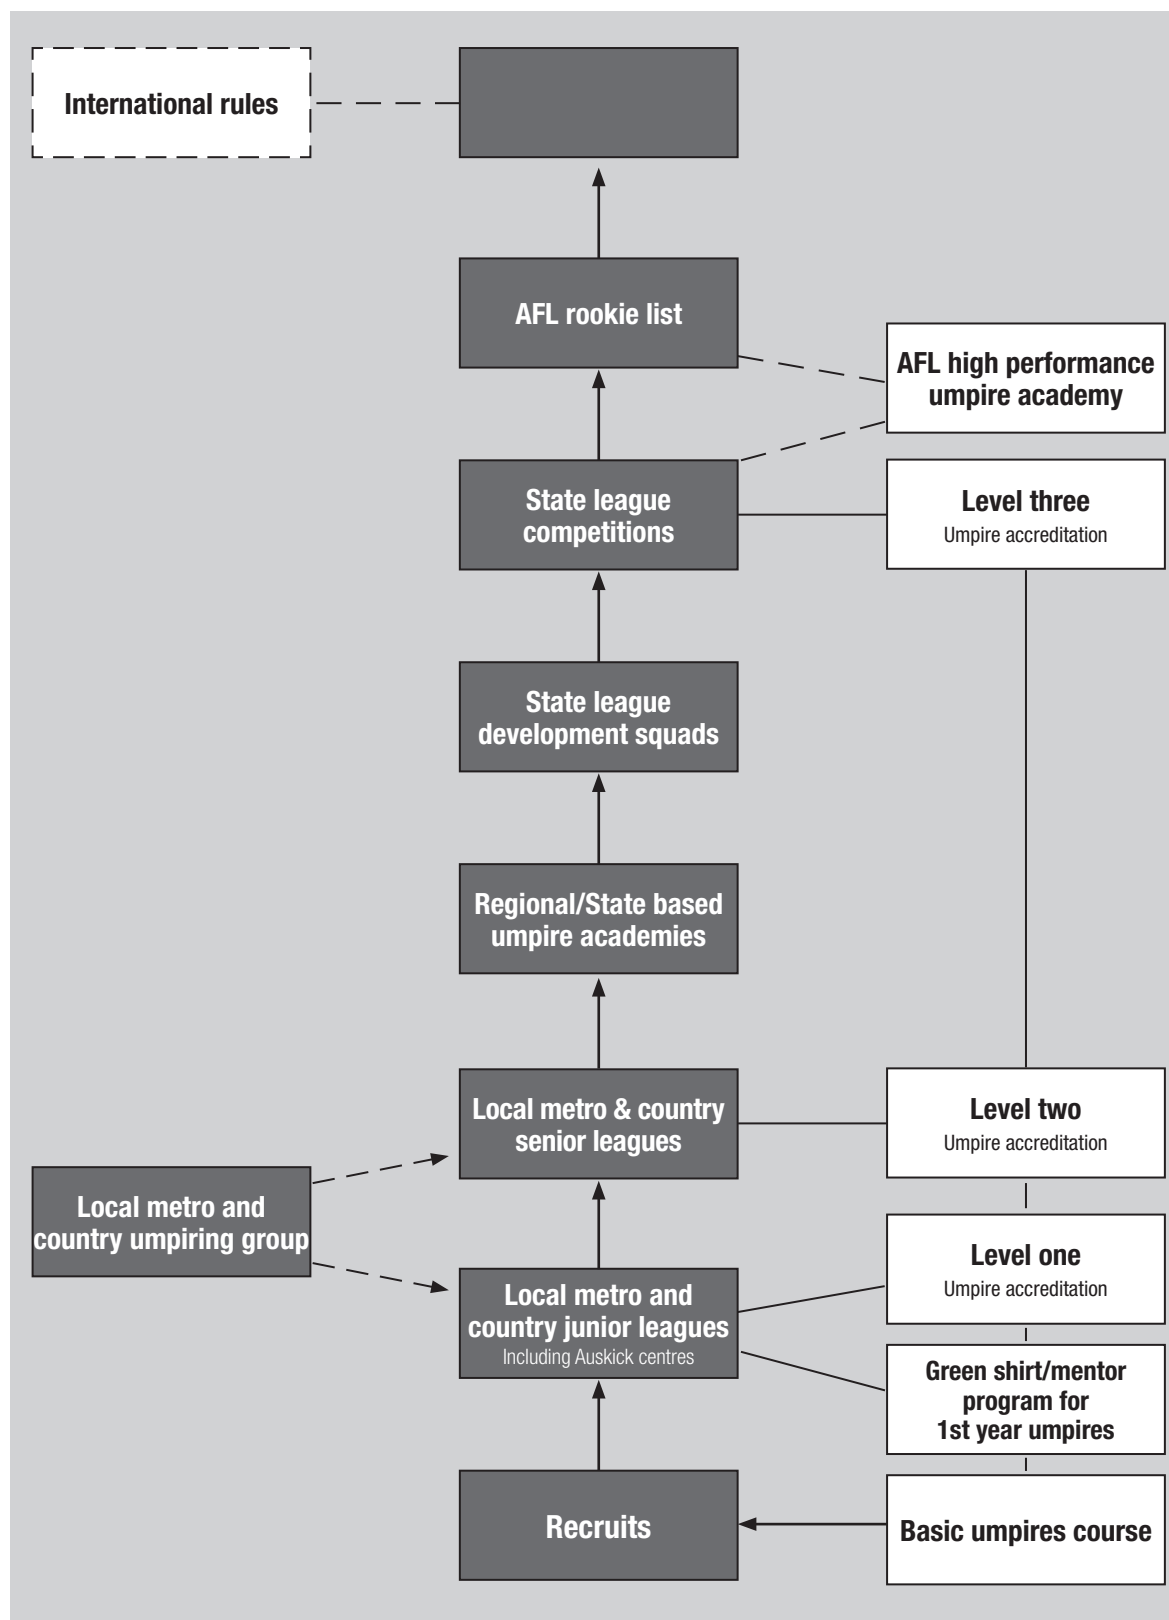 International rules
AFL rookie list
AFL high performance
umpire academy
State league
competitions
Level three
Umpire accreditation
State league
development squads
Regional/State based
umpire academies
Local metro & country
senior leagues
Level two
Umpire accreditation
Local metro and
country umpiring group
Level one
Umpire accreditation
Local metro and
country junior leagues
Including Auskick centres
Green shirt/mentor
program for
1st year umpires
Recruits
Basic umpires course